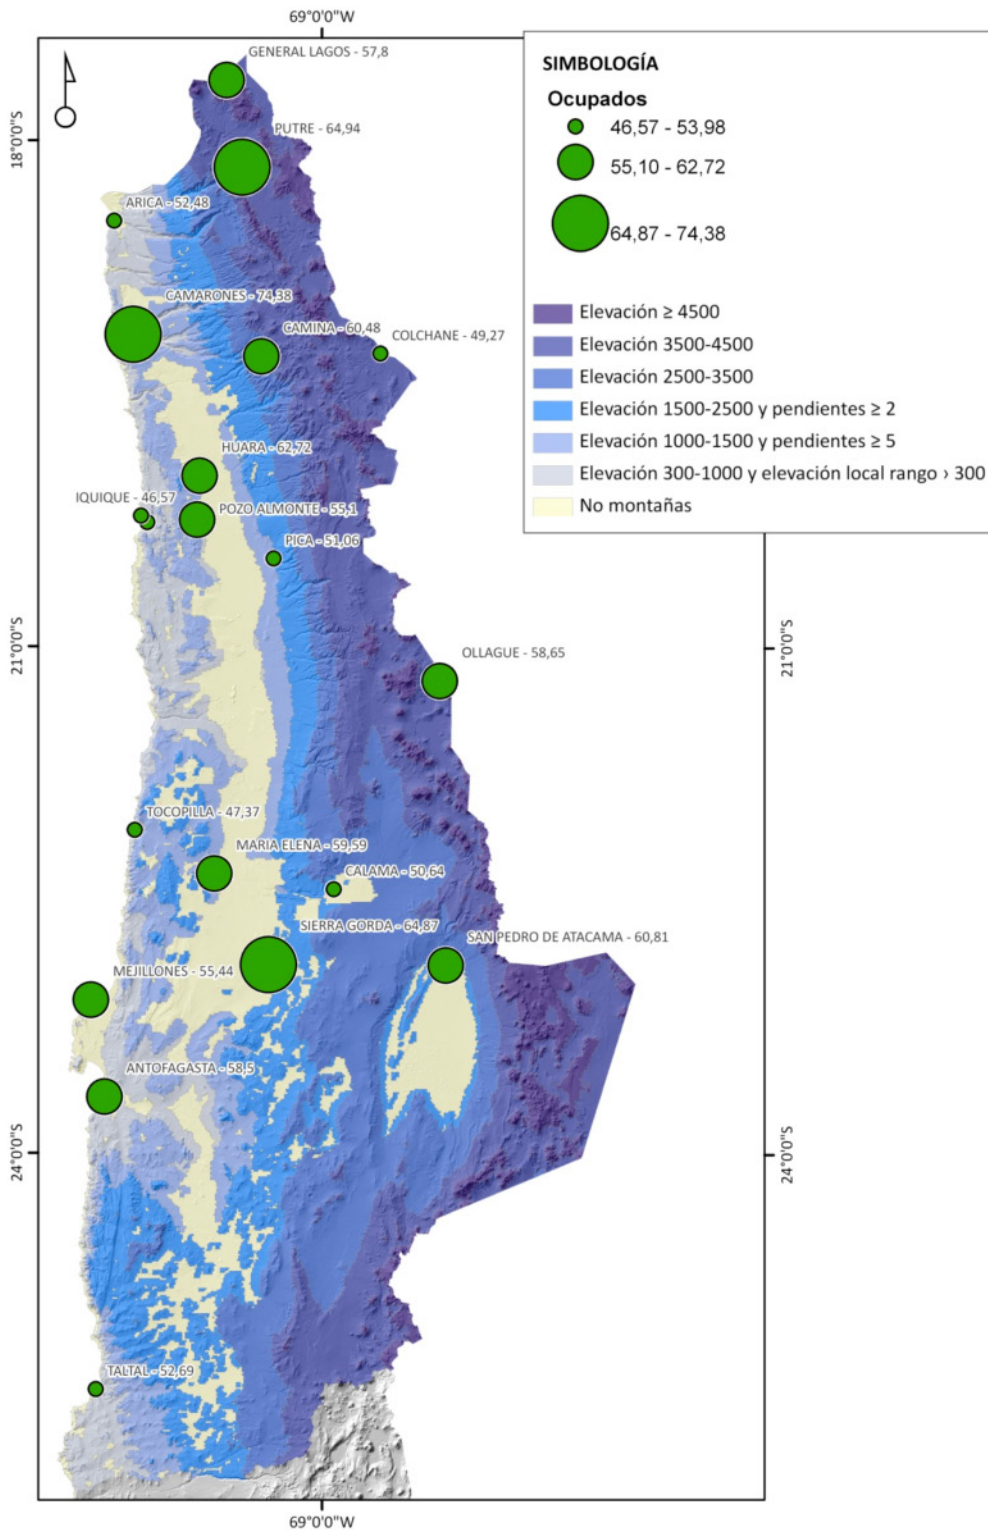 69°0'0"W
GENERAL LAGOS - 57,8
PUTRE - 64,94
18°0'0"S
ARICA - 52,48
CAMARONES - 74,38
CAMINA - 60,48
COLCHANE - 49,27
HUARA - 62,72
IQUIQUE - 46,57
POZO ALMONTE - 55,1
PICA - 51,06
21°0'0"S
21°0'0"S
OLLAGUE - 58,65
TOCOPILLA - 47,37
MARIA ELENA - 59,59
CALAMA - 50,64
SIERRA GORDA - 64,87
SAN PEDRO DE ATACAMA - 60,81
MEJILLONES - 55,44
ANTOFAGASTA - 58,5
24°0'0"S
24°0'0"S
TALTAL - 52,69
69°0'0"W
SIMBOLOGÍA
Ocupados
46,57 - 53,98
55,10 - 62,72
64,87 - 74,38
Elevación ≥ 4500
Elevación 3500-4500
Elevación 2500-3500
Elevación 1500-2500 y pendientes ≥ 2
Elevación 1000-1500 y pendientes ≥ 5
Elevación 300-1000 y elevación local rango › 300
No montañas